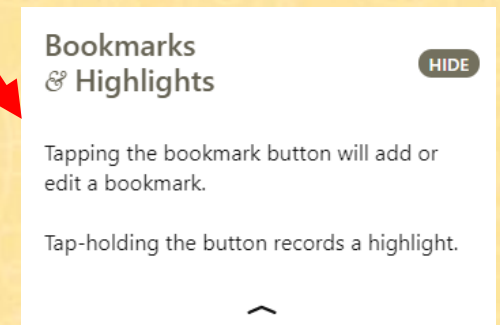 Bookmarks
& Highlights
HIDE
Tapping the bookmark button will add or
edit a bookmark.
Tap-holding the button records a highlight.